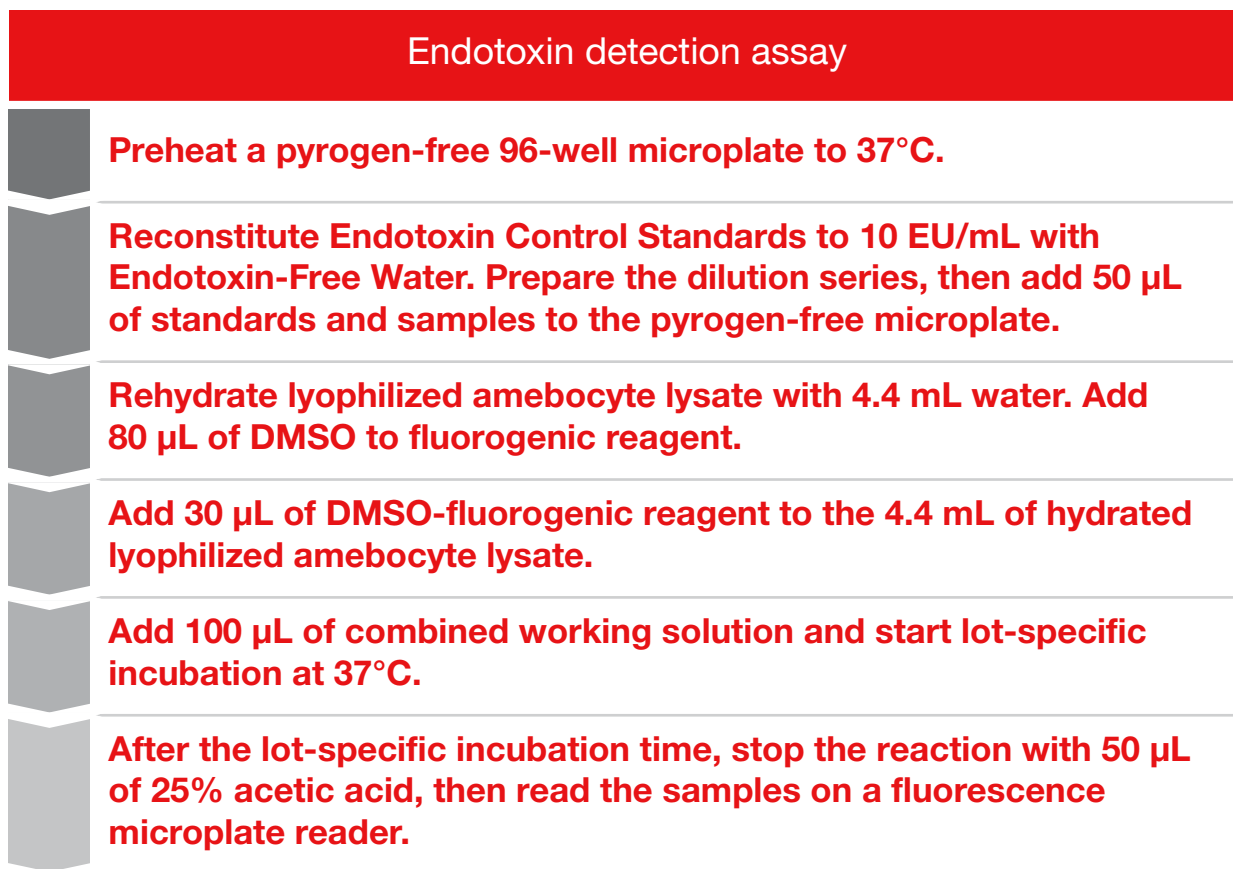 Endotoxin detection assay
Preheat a pyrogen-free 96-well microplate to 37°C.
Reconstitute Endotoxin Control Standards to 10 EU/mL with
Endotoxin-Free Water. Prepare the dilution series, then add 50 µL
of standards and samples to the pyrogen-free microplate.
Rehydrate lyophilized amebocyte lysate with 4.4 mL water. Add
80 µL of DMSO to fluorogenic reagent.
Add 30 µL of DMSO-fluorogenic reagent to the 4.4 mL of hydrated
lyophilized amebocyte lysate.
Add 100 µL of combined working solution and start lot-specific
incubation at 37°C.
After the lot-specific incubation time, stop the reaction with 50 µL
of 25% acetic acid, then read the samples on a fluorescence
microplate reader.